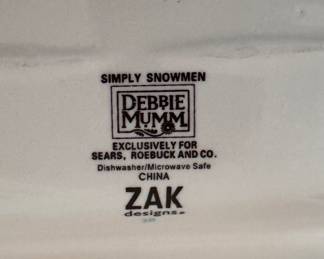 SIMPLY SNOWMEN
DEBBIE
MUMM
EXCLUSIVELY FOR
SEARS, ROEBUCK AND CO.
Dishwasher/Microwave Safe
CHINA
ZAK
designs